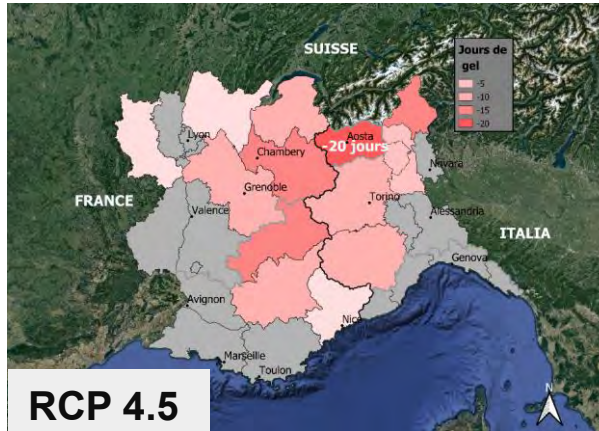 SUISSE
Jours de
gel
-5
-10
-15
-20
Lyon
Aosta
-20 jours
Chambery
Novara
Grenoble
FRANCE
Torino
Valence
Alessandria
ITALIA
Genova
Avignon
Nice
Marseille
Toulon
N
RCP 4.5